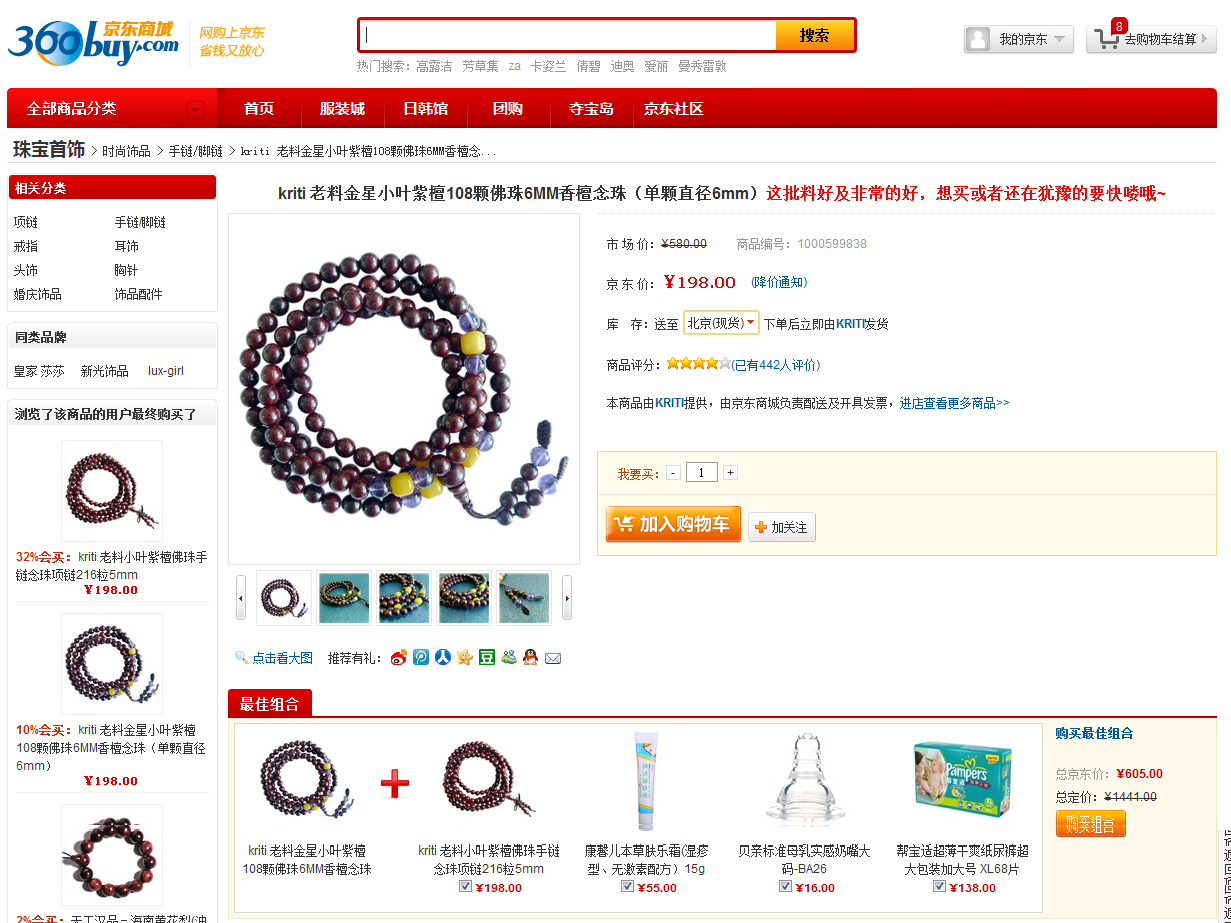 360buy.com 京东商城
网购上京东
省钱又放心
搜索
热门搜索: 高露洁 芳草集 za 卡姿兰 倩碧 迪奥 爱丽 曼秀雷敦
我的京东
8
去购物车结算
全部商品分类 首页 服装城 日韩馆 团购 夺宝岛 京东社区
珠宝首饰 > 时尚饰品 > 手链/脚链 > kriti 老料金星小叶紫檀108颗佛珠6MM香檀念...
相关分类
项链 手链/脚链
戒指 耳饰
头饰 胸针
婚庆饰品 饰品配件
同类品牌
皇家 莎莎 新光饰品 lux-girl
浏览了该商品的用户最终购买了
32%会买： kriti 老料小叶紫檀佛珠手
链念珠项链216粒5mm
¥198.00
10%会买： kriti 老料金星小叶紫檀
108颗佛珠6MM香檀念珠（单颗直径
6mm）
¥198.00
kriti 老料金星小叶紫檀108颗佛珠6MM香檀念珠（单颗直径6mm）这批料好及非常的好，想买或者还在犹豫的要快喽哦~
市 场 价： ¥580.00 商品编号： 1000599838
京 东 价： ¥198.00 (降价通知)
库 存： 送至 北京(现货) 下单后立即由KRITI发货
商品评分： (已有442人评价)
本商品由KRITI提供，由京东商城负责配送及开具发票，进店查看更多商品>>
我要买： - 1 +
加入购物车 加关注
点击看大图 推荐有礼：
最佳组合
kriti 老料金星小叶紫檀
108颗佛珠6MM香檀念珠
kriti 老料小叶紫檀佛珠手链
念珠项链216粒5mm
¥198.00
康馨儿本草肤乐霜(湿疹
型、无激素配方）15g
¥55.00
贝亲标准母乳实感奶嘴大
码-BA26
¥16.00
Pampers
帮宝适超薄干爽纸尿裤超
大包装加大号 XL68片
¥138.00
购买最佳组合
总京东价： ¥605.00
总定价： ¥1441.00
购买组合